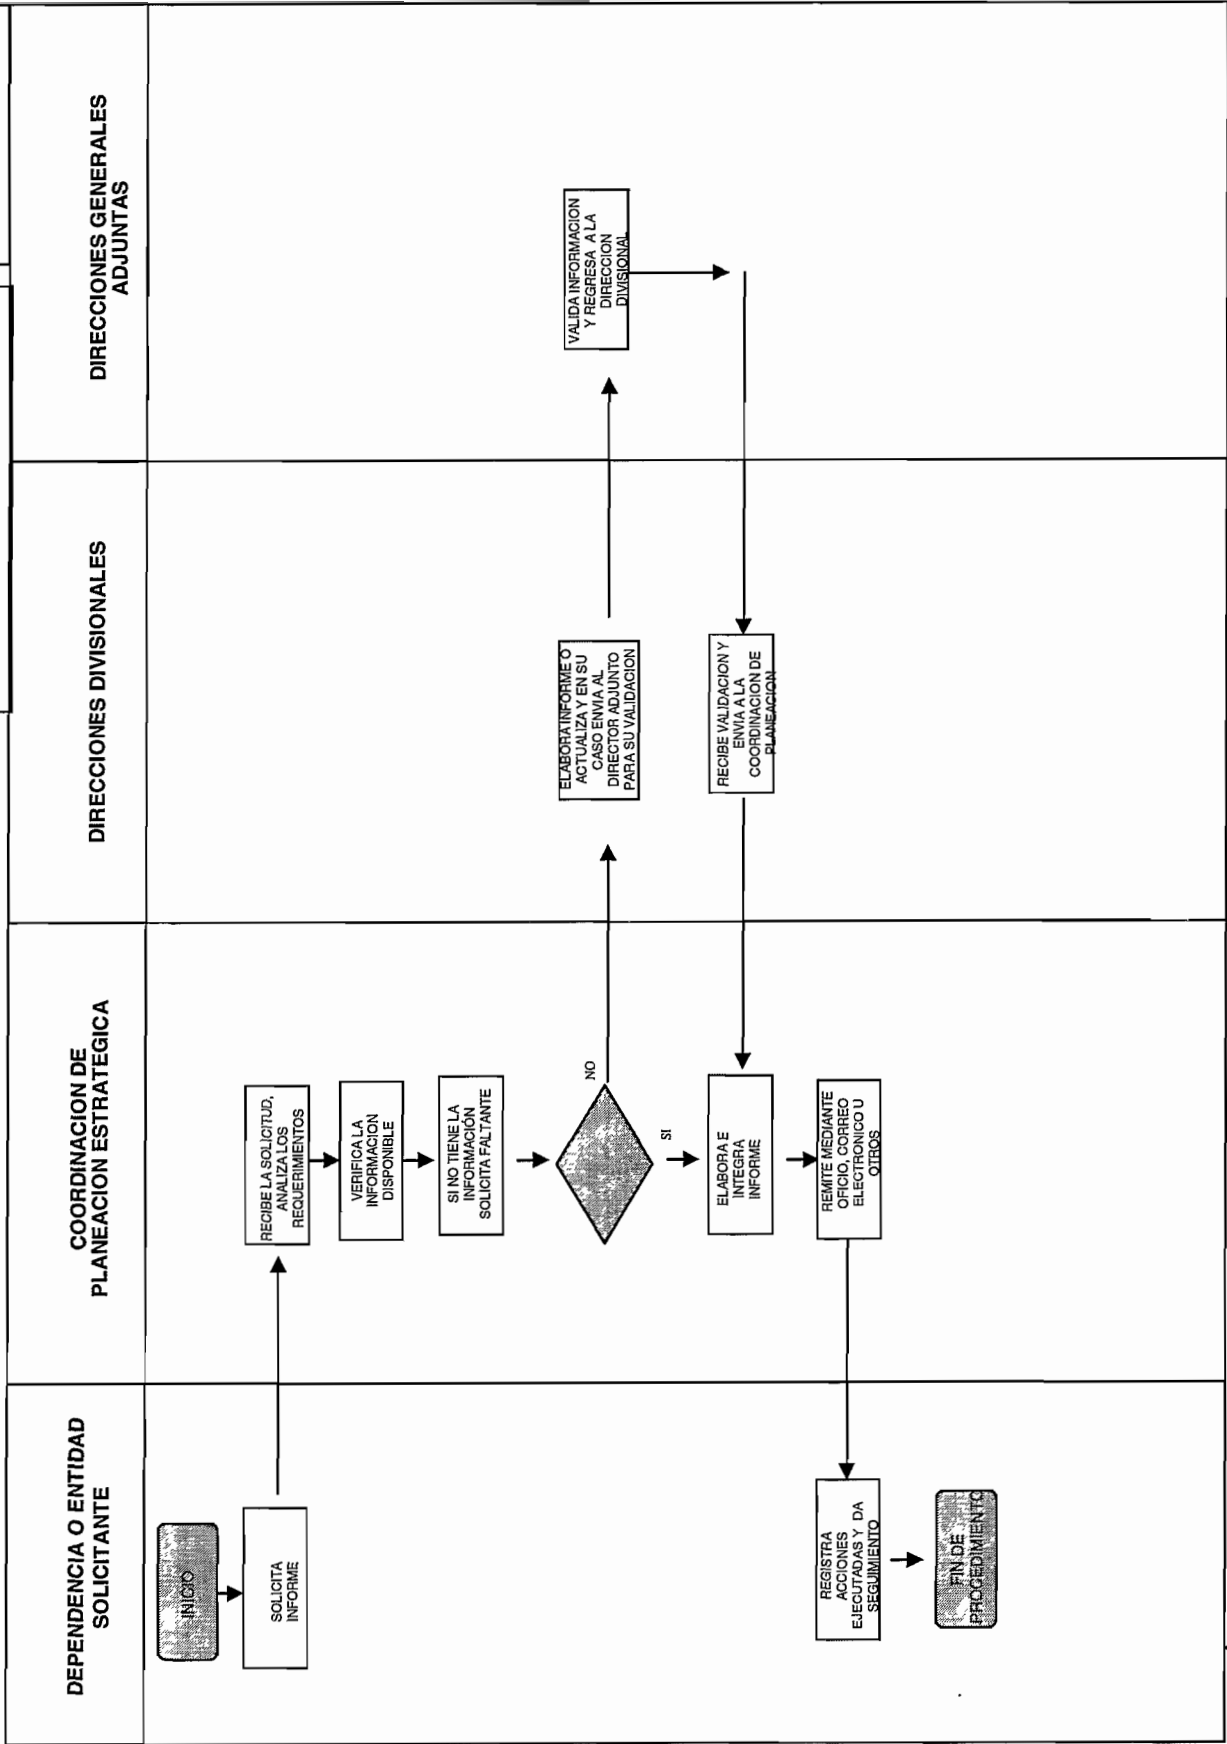 DEPENDENCIA O ENTIDAD
SOLICITANTE
COORDINACION DE
PLANEACION ESTRATEGICA
DIRECCIONES DIVISIONALES
DIRECCIONES GENERALES
ADJUNTAS
INICIO
SOLICITA
INFORME
RECIBE LA SOLICITUD,
ANALIZA LOS
REQUERIMIENTOS
VERIFICA LA
INFORMACION
DISPONIBLE
SI NO TIENE LA
INFORMACIÓN
SOLICITA FALTANTE
NO
ELABORA INFORME O
ACTUALIZA Y EN SU
CASO ENVIA AL
DIRECTOR ADJUNTO
PARA SU VALIDACION
VALIDA INFORMACION
Y REGRESA A LA
DIRECCION
DIVISIONAL
SI
RECIBE VALIDACION Y
ENVIA A LA
COORDINACION DE
PLANEACION
ELABORA E
INTEGRA
INFORME
REMITE MEDIANTE
OFICIO, CORREO
ELECTRONICO U
OTROS
REGISTRA
ACCIONES
EJECUTADAS Y DA
SEGUIMIENTO
FIN DE
PROCEDIMIENTO